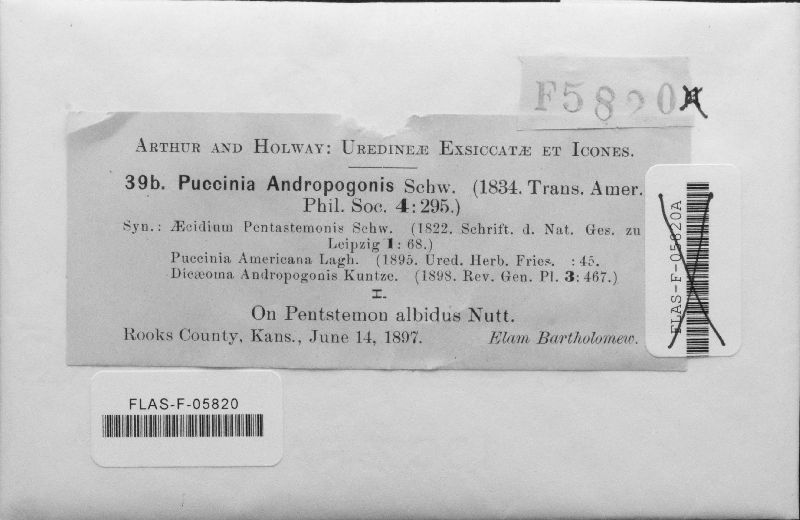 F5820A
ARTHUR AND HOLWAY: UREDINEÆ EXSICCATÆ ET ICONES.
39b. Puccinia Andropogonis Schw. (1834. Trans. Amer.
Phil. Soc. 4:295.)
Syn.: Æcidium Pentastemonis Schw. (1822. Schrift. d. Nat. Ges. zu
Leipzig 1: 68.)
Puccinia Americana Lagh. (1895. Ured. Herb. Fries. :45.
Dicæoma Andropogonis Kuntze. (1898. Rev. Gen. Pl. 3:467.)
I.
On Pentstemon albidus Nutt.
Rooks County, Kans., June 14, 1897. Elam Bartholomew.
FLAS-F-05820A
FLAS-F-05820